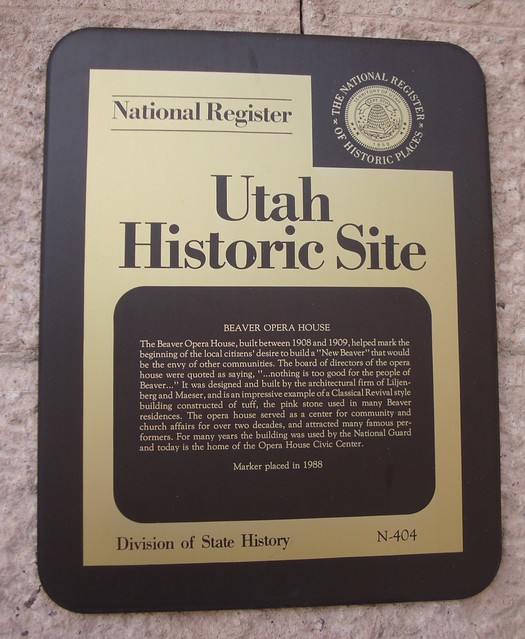 National Register
THE NATIONAL REGISTER
OF HISTORIC PLACES
Utah
Historic Site
BEAVER OPERA HOUSE
The Beaver Opera House, built between 1908 and 1909, helped mark the
beginning of the local citizens' desire to build a "New Beaver" that would
be the envy of other communities. The board of directors of the opera
house were quoted as saying, "...nothing is too good for the people of
Beaver..." It was designed and built by the architectural firm of Liljen-
berg and Maeser, and is an impressive example of a Classical Revival style
building constructed of tuff, the pink stone used in many Beaver
residences. The opera house served as a center for community and
church affairs for over two decades, and attracted many famous per-
formers. For many years the building was used by the National Guard
and today is the home of the Opera House Civic Center.
Marker placed in 1988
Division of State History
N-404